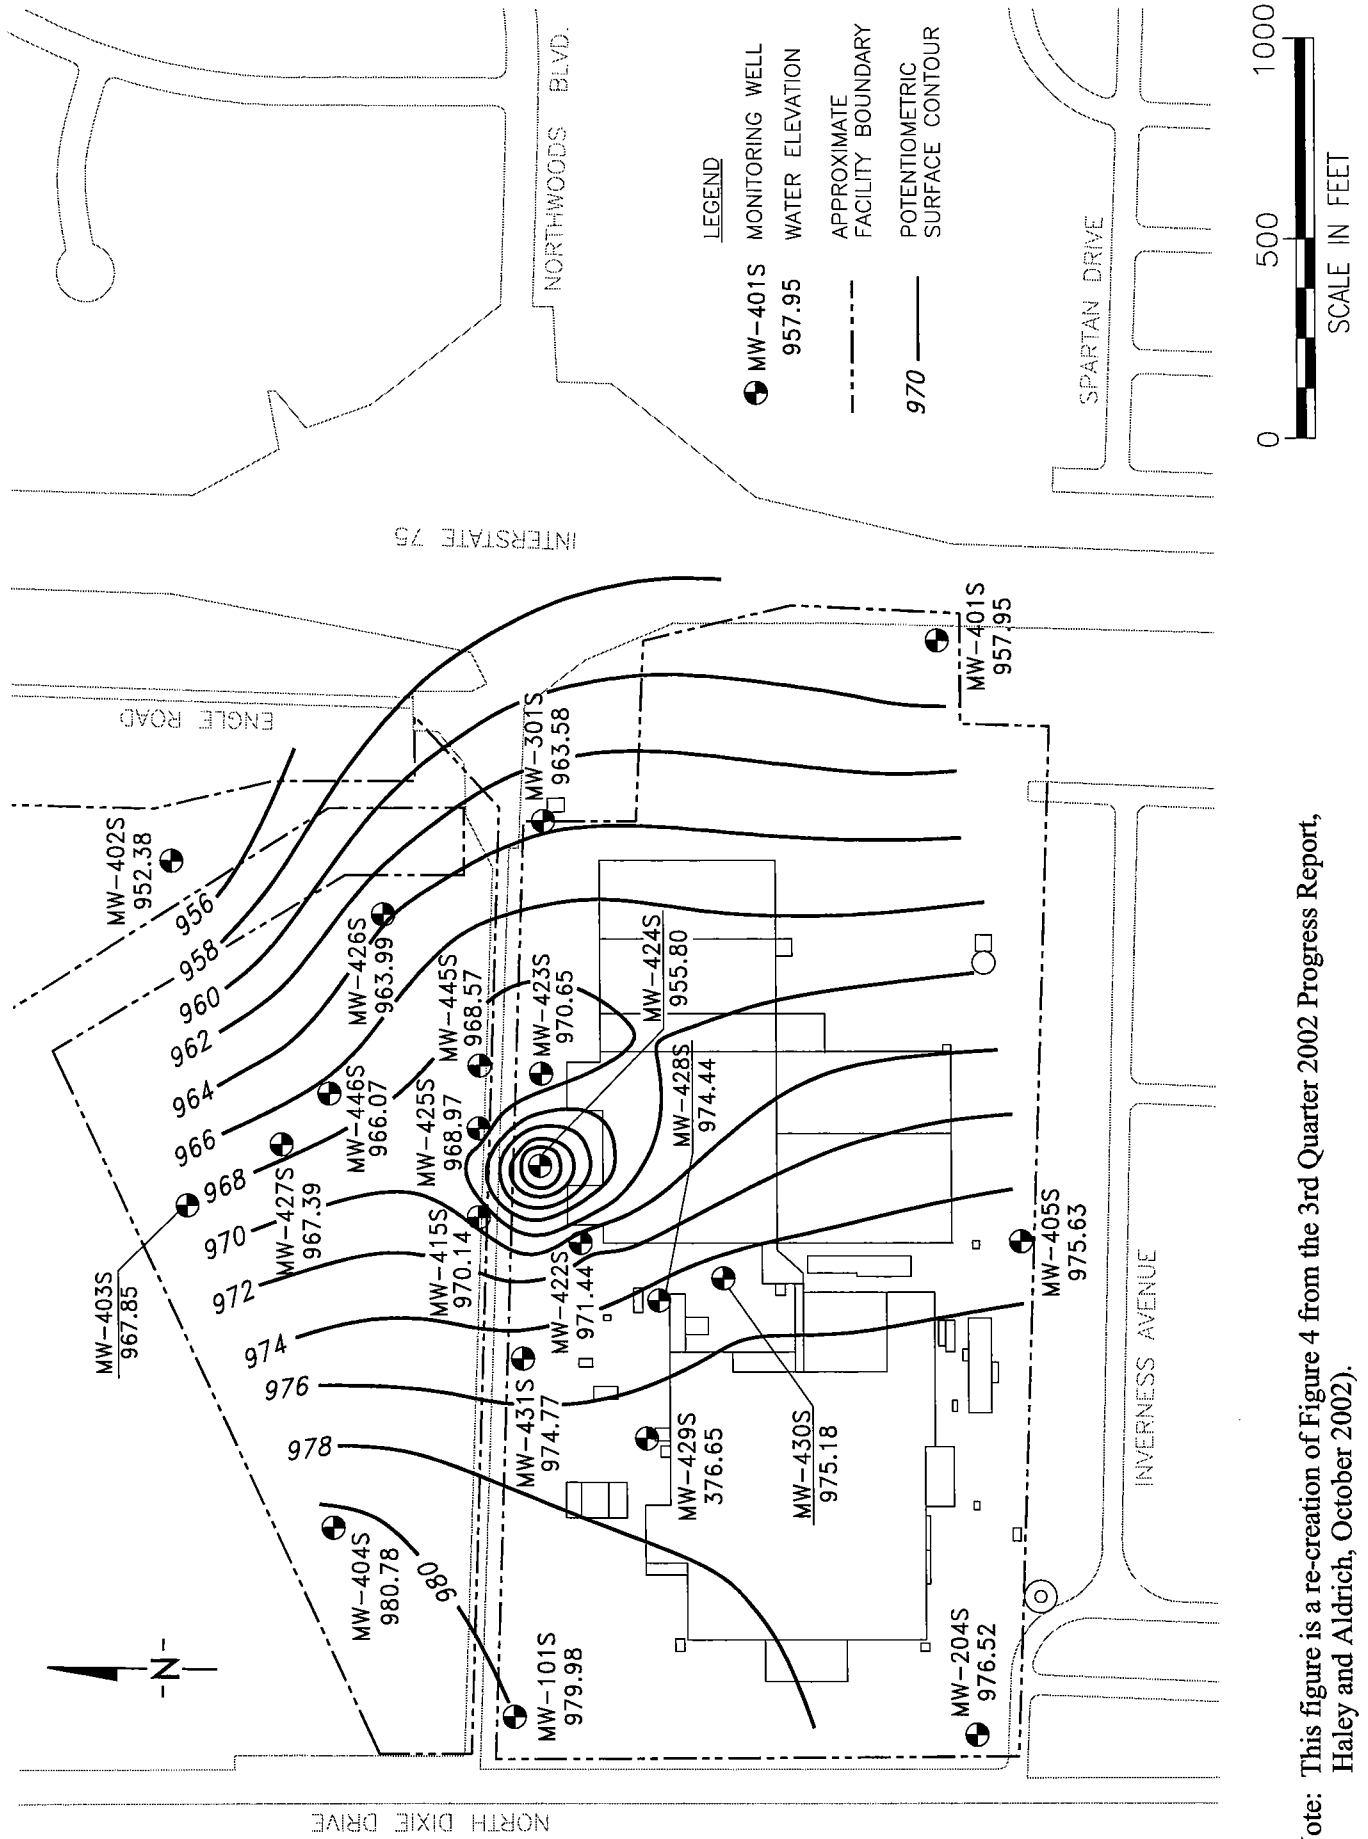 NORTHWOODS BLVD.
INTERSTATE 75
ENGLE ROAD
SPARTAN DRIVE
INVERNESS AVENUE
NORTH DIXIE DRIVE
-N-
LEGEND
MW-401S
957.95
MONITORING WELL
WATER ELEVATION
APPROXIMATE
FACILITY BOUNDARY
970
POTENTIOMETRIC
SURFACE CONTOUR
0 500 1000
SCALE IN FEET
MW-402S
952.38
MW-301S
963.58
MW-401S
957.95
MW-426S
963.99
MW-445S
968.57
MW-423S
970.65
MW-424S
955.80
MW-446S
966.07
MW-425S
968.97
MW-428S
974.44
MW-427S
967.39
MW-415S
970.14
MW-422S
971.44
MW-405S
975.63
MW-403S
967.85
MW-431S
974.77
MW-429S
376.65
MW-430S
975.18
MW-404S
980.78
MW-101S
979.98
MW-204S
976.52
956
958
960
962
964
966
968
970
972
974
976
978
980
ote: This figure is a re-creation of Figure 4 from the 3rd Quarter 2002 Progress Report,
Haley and Aldrich, October 2002).